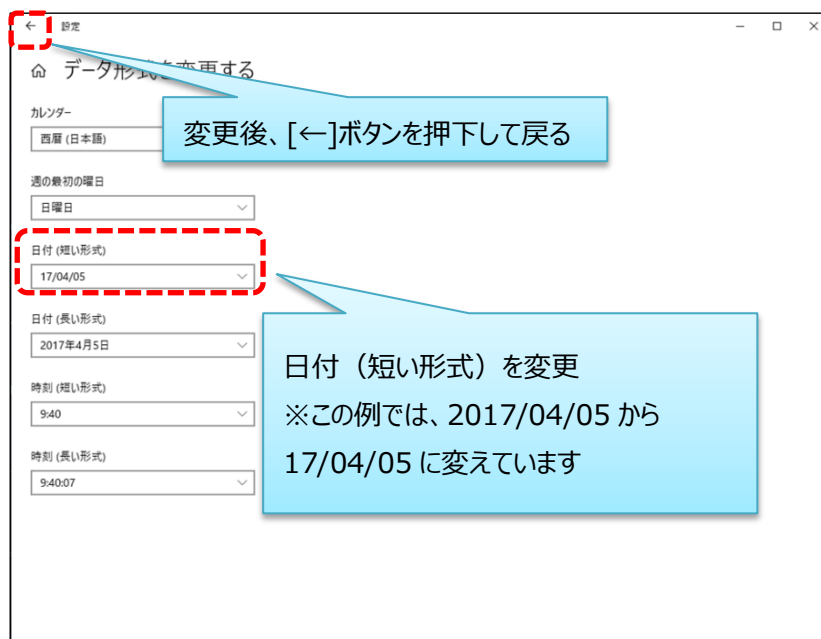 設定
データ形式を変更する
カレンダー
西暦 (日本語)
変更後、[←]ボタンを押下して戻る
週の最初の曜日
日曜日
日付 (短い形式)
17/04/05
日付 (長い形式)
2017年4月5日
日付（短い形式）を変更
※この例では、2017/04/05 から
17/04/05 に変えています
時刻 (短い形式)
9:40
時刻 (長い形式)
9:40:07